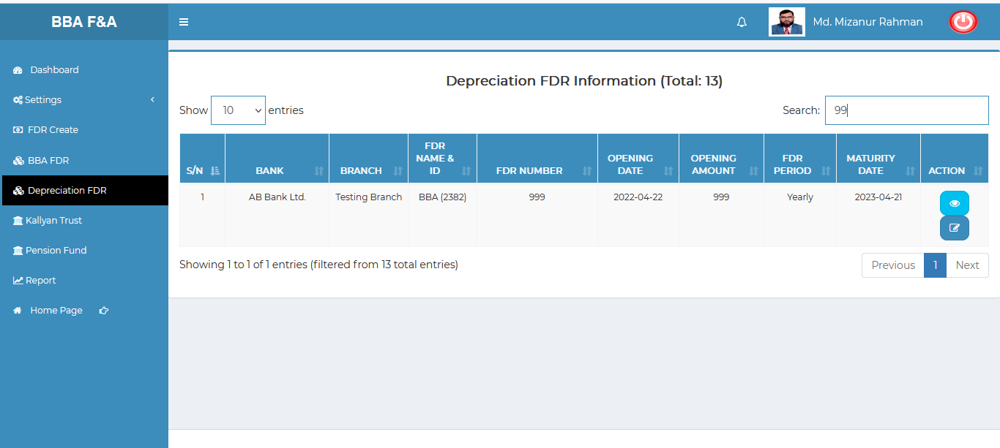 BBA F&A
Md. Mizanur Rahman
Dashboard
Settings
FDR Create
BBA FDR
Depreciation FDR
Kallyan Trust
Pension Fund
Report
Home Page
Depreciation FDR Information (Total: 13)
Show 10 entries
Search: 99
S/N BANK BRANCH FDR NAME & ID FDR NUMBER OPENING DATE OPENING AMOUNT FDR PERIOD MATURITY DATE ACTION
1 AB Bank Ltd. Testing Branch BBA (2382) 999 2022-04-22 999 Yearly 2023-04-21
Showing 1 to 1 of 1 entries (filtered from 13 total entries)
Previous 1 Next